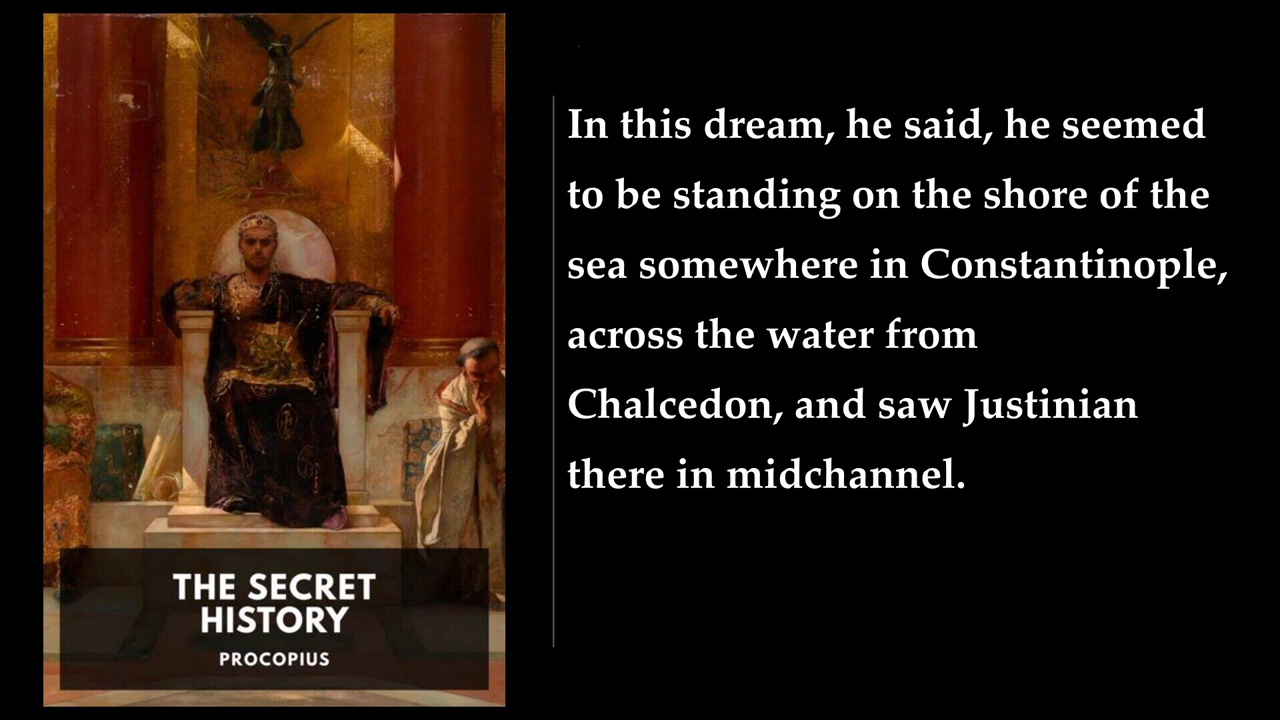 THE SECRET
HISTORY
PROCOPIUS
In this dream, he said, he seemed
to be standing on the shore of the
sea somewhere in Constantinople,
across the water from
Chalcedon, and saw Justinian
there in midchannel.